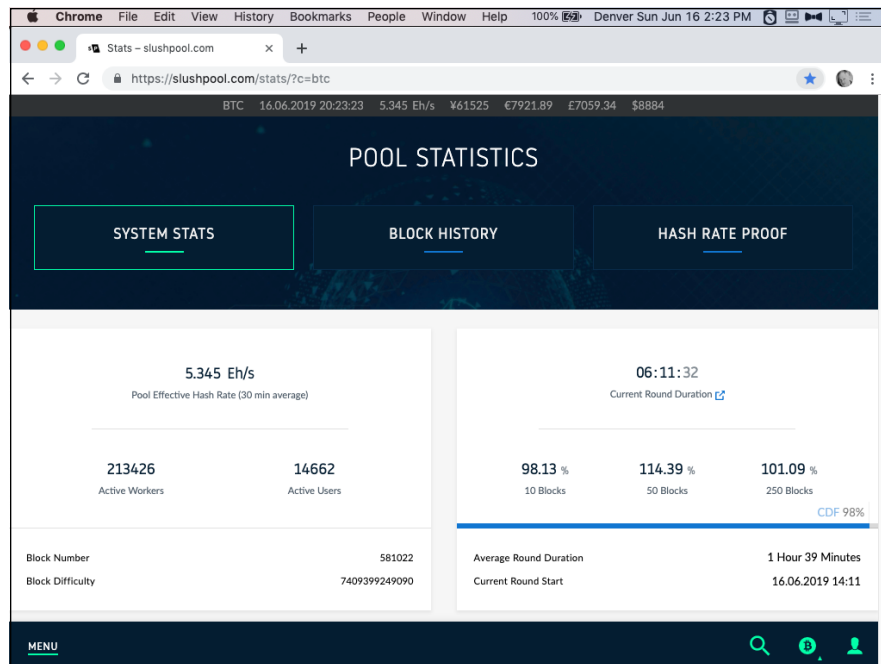 Chrome File Edit View History Bookmarks People Window Help 100% Denver Sun Jun 16 2:23 PM
Stats – slushpool.com
https://slushpool.com/stats/?c=btc
BTC 16.06.2019 20:23:23 5.345 Eh/s ¥61525 €7921.89 £7059.34 $8884
POOL STATISTICS
SYSTEM STATS BLOCK HISTORY HASH RATE PROOF
5.345 Eh/s
Pool Effective Hash Rate (30 min average)
213426 14662
Active Workers Active Users
Block Number 581022
Block Difficulty 7409399249090
06:11:32
Current Round Duration
98.13 % 114.39 % 101.09 %
10 Blocks 50 Blocks 250 Blocks
CDF 98%
Average Round Duration 1 Hour 39 Minutes
Current Round Start 16.06.2019 14:11
MENU